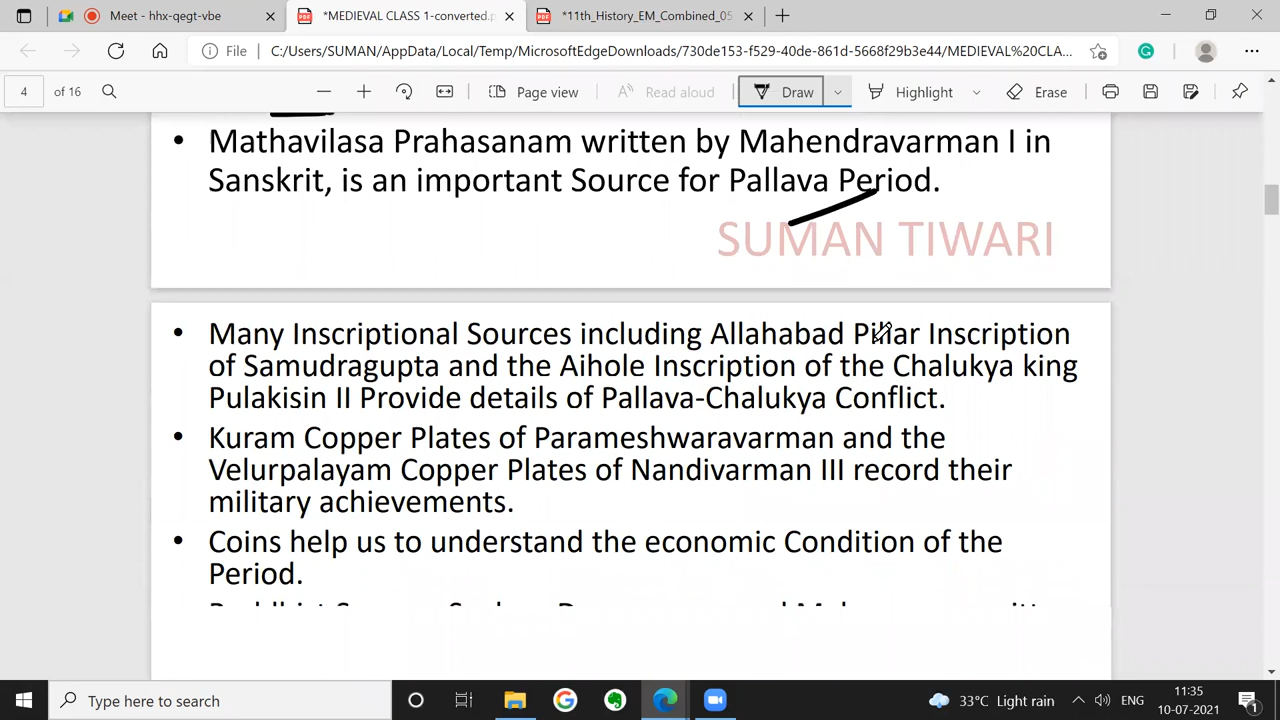 Meet - hhx-qegt-vbe
*MEDIEVAL CLASS 1-converted.p
*11th_History_EM_Combined_05
File
C:/Users/SUMAN/AppData/Local/Temp/MicrosoftEdgeDownloads/730de153-f529-40de-861d-5668f29b3e44/MEDIEVAL%20CLA...
4 of 16
Page view
Read aloud
Draw
Highlight
Erase
• Mathavilasa Prahasanam written by Mahendravarman I in
Sanskrit, is an important Source for Pallava Period.
SUMAN TIWARI
• Many Inscriptional Sources including Allahabad Pillar Inscription
of Samudragupta and the Aihole Inscription of the Chalukya king
Pulakisin II Provide details of Pallava-Chalukya Conflict.
• Kuram Copper Plates of Parameshwaravarman and the
Velurpalayam Copper Plates of Nandivarman III record their
military achievements.
• Coins help us to understand the economic Condition of the
Period.
Type here to search
33°C Light rain
ENG
11:35
10-07-2021
1